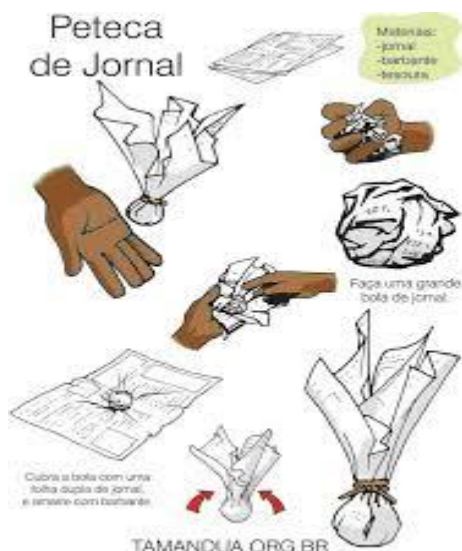 Peteca
de Jornal
Materiais:
-jornal
-barbante
-tesoura
Faça uma grande
bola de jornal.
Cubra a bola com uma
folha dupla de jornal,
e amarre com barbante
TAMANDUA.ORG.BR